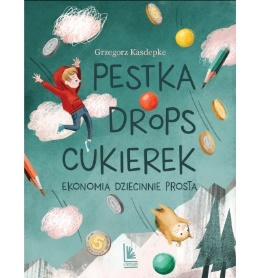 Grzegorz Kasdepke
PESTKA
DROPS
CUKIEREK
EKONOMIA DZIECINNIE PROSTA